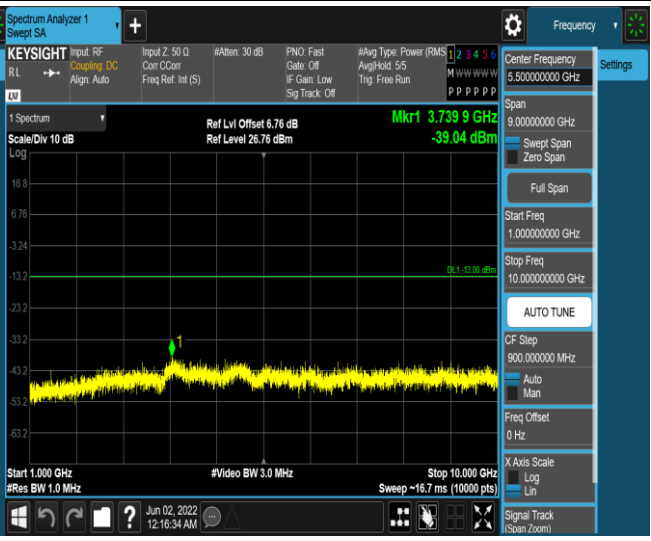 Spectrum Analyzer 1
Swept SA
Frequency
KEYSIGHT
RL
Input: RF
Coupling: DC
Align: Auto
Input Z: 50 Ω
Corr CCorr
Freq Ref: Int (S)
#Atten: 30 dB
PNO: Fast
Gate: Off
IF Gain: Low
Sig Track: Off
#Avg Type: Power (RMS
Avg|Hold: 5/5
Trig: Free Run
1 2 3 4 5 6
M W W W W W
P P P P P P
LXI
1 Spectrum
Scale/Div 10 dB
Log
Ref Lvl Offset 6.76 dB
Ref Level 26.76 dBm
Mkr1 3.739 9 GHz
-39.04 dBm
16.8
6.76
-3.24
-13.2
-23.2
-33.2
-43.2
-53.2
-63.2
DL1 -13.00 dBm
1
Start 1.000 GHz
#Res BW 1.0 MHz
#Video BW 3.0 MHz
Stop 10.000 GHz
Sweep ~16.7 ms (10000 pts)
?
Jun 02, 2022
12:16:34 AM
Center Frequency
5.500000000 GHz
Span
9.00000000 GHz
Swept Span
Zero Span
Full Span
Start Freq
1.000000000 GHz
Stop Freq
10.000000000 GHz
AUTO TUNE
CF Step
900.000000 MHz
Auto
Man
Freq Offset
0 Hz
X Axis Scale
Log
Lin
Signal Track
(Span Zoom)
Settings